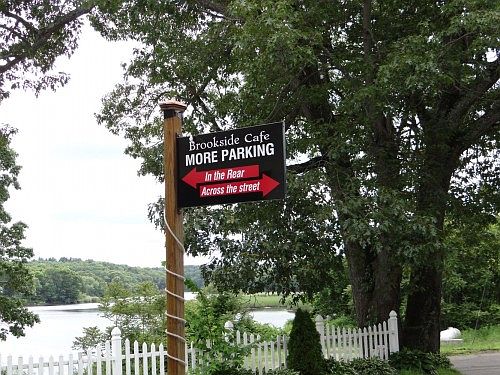 Brookside Cafe
MORE PARKING
In the Rear
Across the street